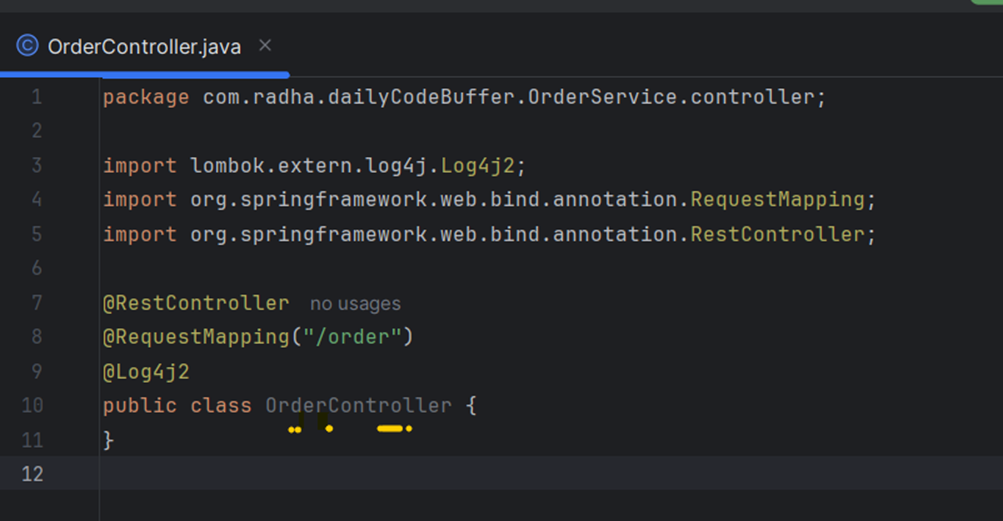 OrderController.java
1 package com.radha.dailyCodeBuffer.OrderService.controller;
2
3 import lombok.extern.log4j.Log4j2;
4 import org.springframework.web.bind.annotation.RequestMapping;
5 import org.springframework.web.bind.annotation.RestController;
6
7 @RestController no usages
8 @RequestMapping("/order")
9 @Log4j2
10 public class OrderController {
11 }
12